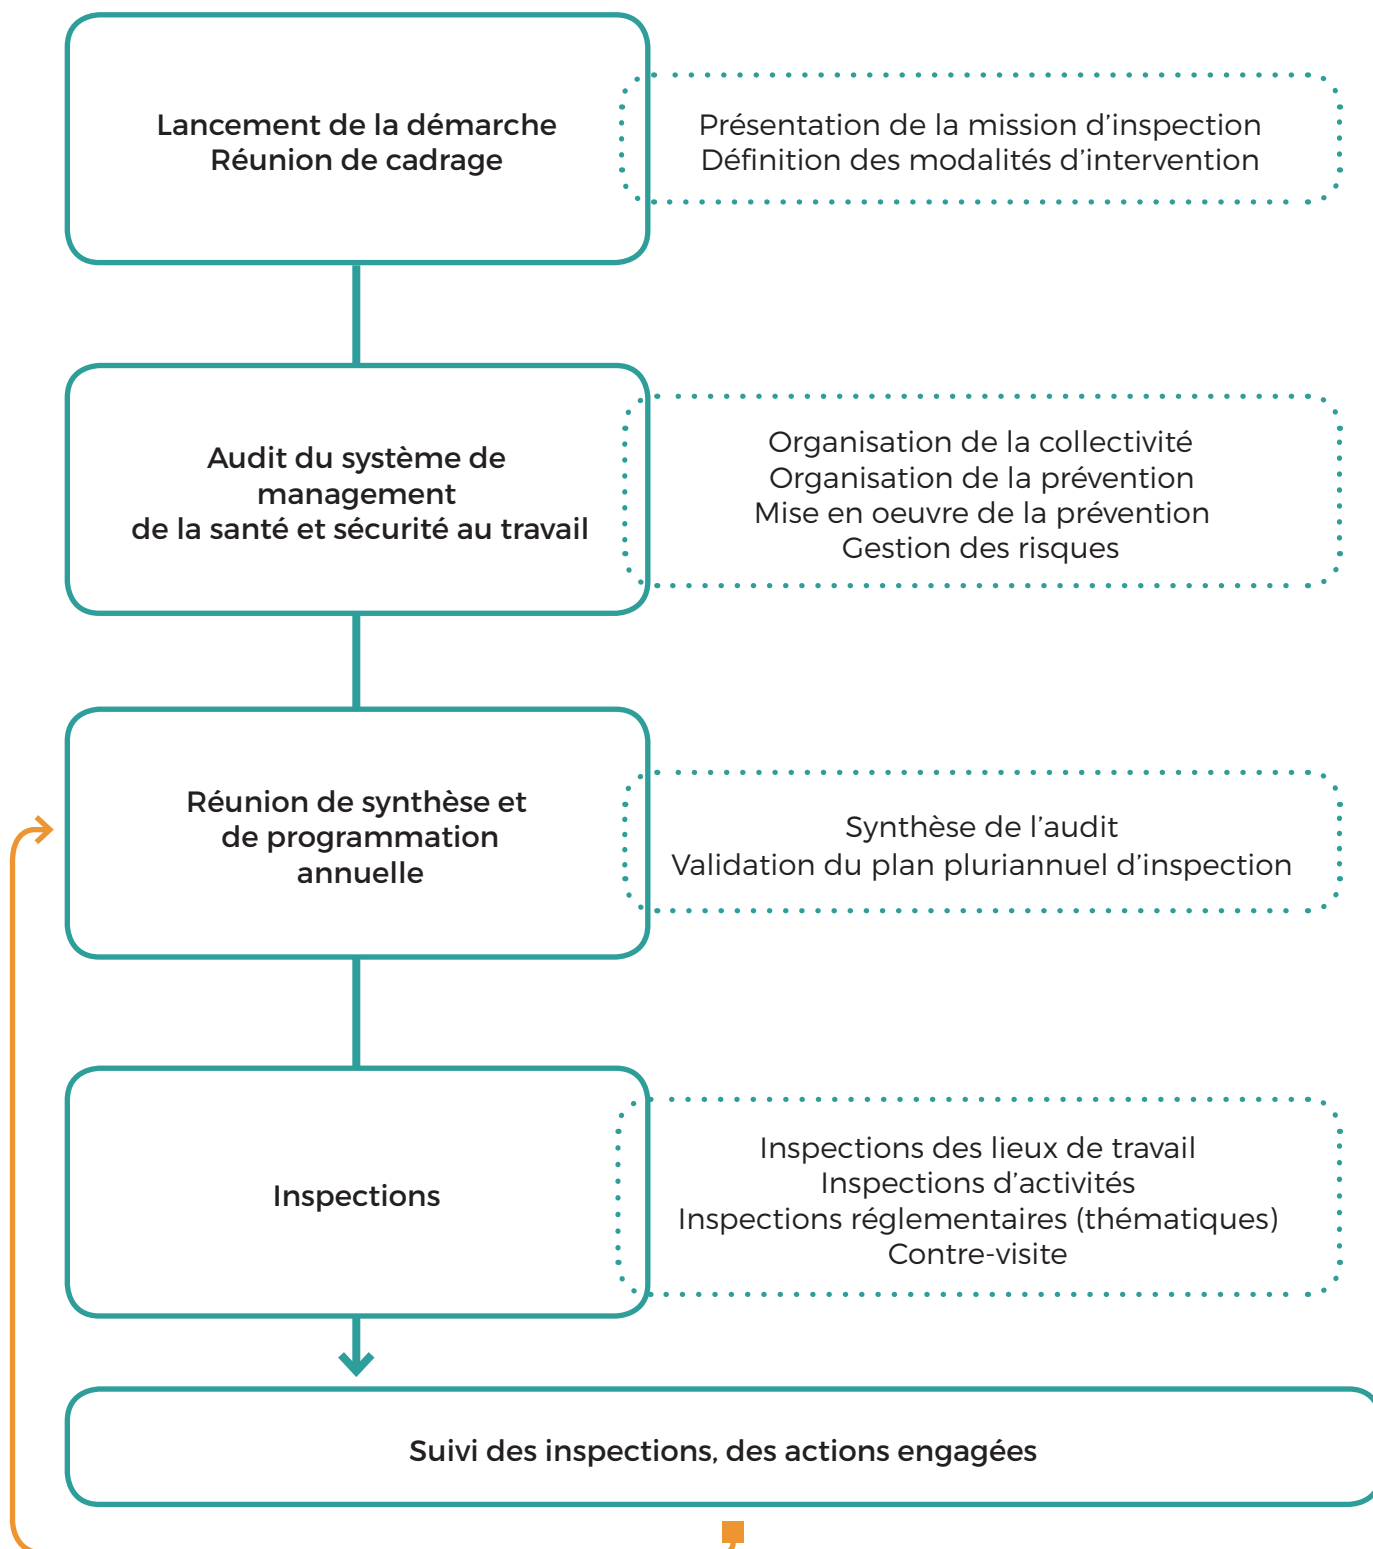 Lancement de la démarche
Réunion de cadrage
Présentation de la mission d'inspection
Définition des modalités d'intervention
Audit du système de
management
de la santé et sécurité au travail
Organisation de la collectivité
Organisation de la prévention
Mise en oeuvre de la prévention
Gestion des risques
Réunion de synthèse et
de programmation
annuelle
Synthèse de l'audit
Validation du plan pluriannuel d'inspection
Inspections
Inspections des lieux de travail
Inspections d'activités
Inspections réglementaires (thématiques)
Contre-visite
Suivi des inspections, des actions engagées